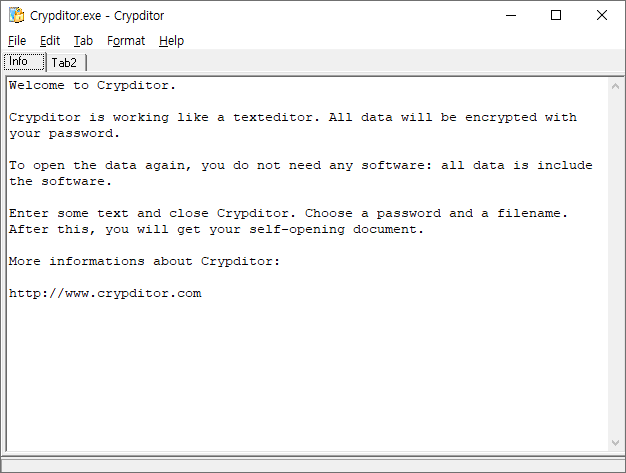 Crypditor.exe - Crypditor
File Edit Tab Format Help
Info Tab2
Welcome to Crypditor.
Crypditor is working like a texteditor. All data will be encrypted with
your password.
To open the data again, you do not need any software: all data is include
the software.
Enter some text and close Crypditor. Choose a password and a filename.
After this, you will get your self-opening document.
More informations about Crypditor:
http://www.crypditor.com